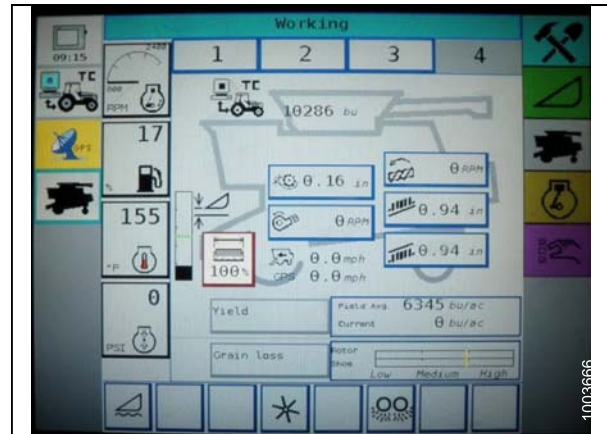 Working
09:15
1
2
3
4
2400
600
RPM
TC
TC
10286 bu
GPS
17
%
0.16 in
0 RPM
0 RPM
0.94 in
155
°F
100%
0.0 mph
GPS 0.0 mph
0.94 in
0
PSI
Yield
Field Avg. 6345 bu/ac
Current 0 bu/ac
Grain loss
Rotor
Shoe
Low Medium High
1003666